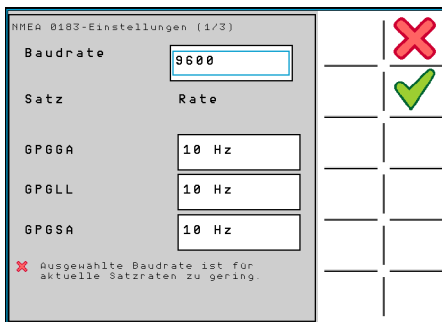 NMEA 0183-Einstellungen (1/3)
Baudrate
9600
Satz Rate
GPGGA 10 Hz
GPGLL 10 Hz
GPGSA 10 Hz
Ausgewählte Baudrate ist für
aktuelle Satzraten zu gering.